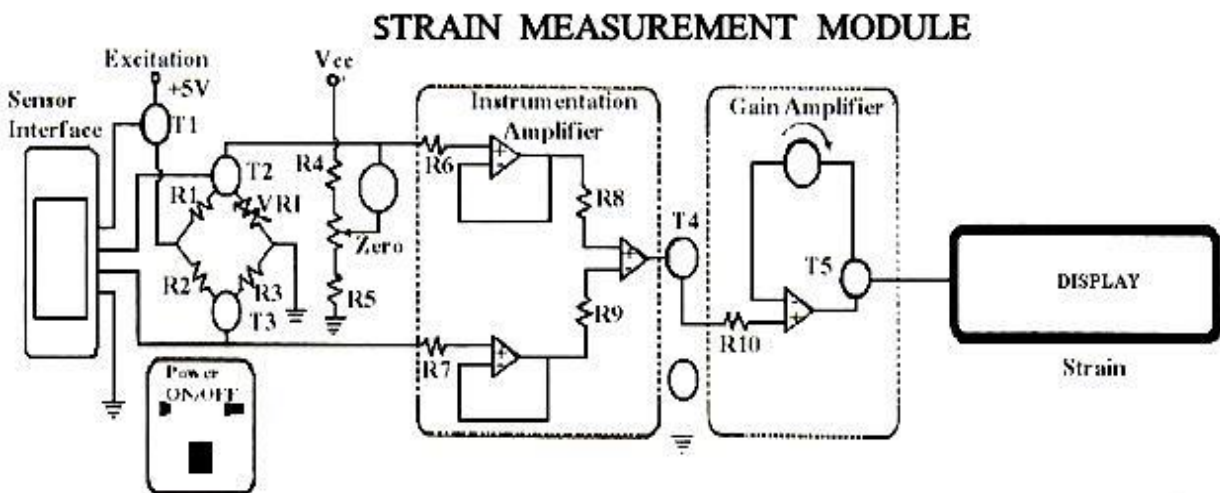 STRAIN MEASUREMENT MODULE
Excitation
+5V
Vcc
Sensor
Interface
T1
T2
R1
VR1
R2
R3
T3
R4
Zero
R5
Instrumentation
Amplifier
R6
R7
R8
R9
T4
Gain Amplifier
T5
R10
DISPLAY
Strain
Power
ON/OFF